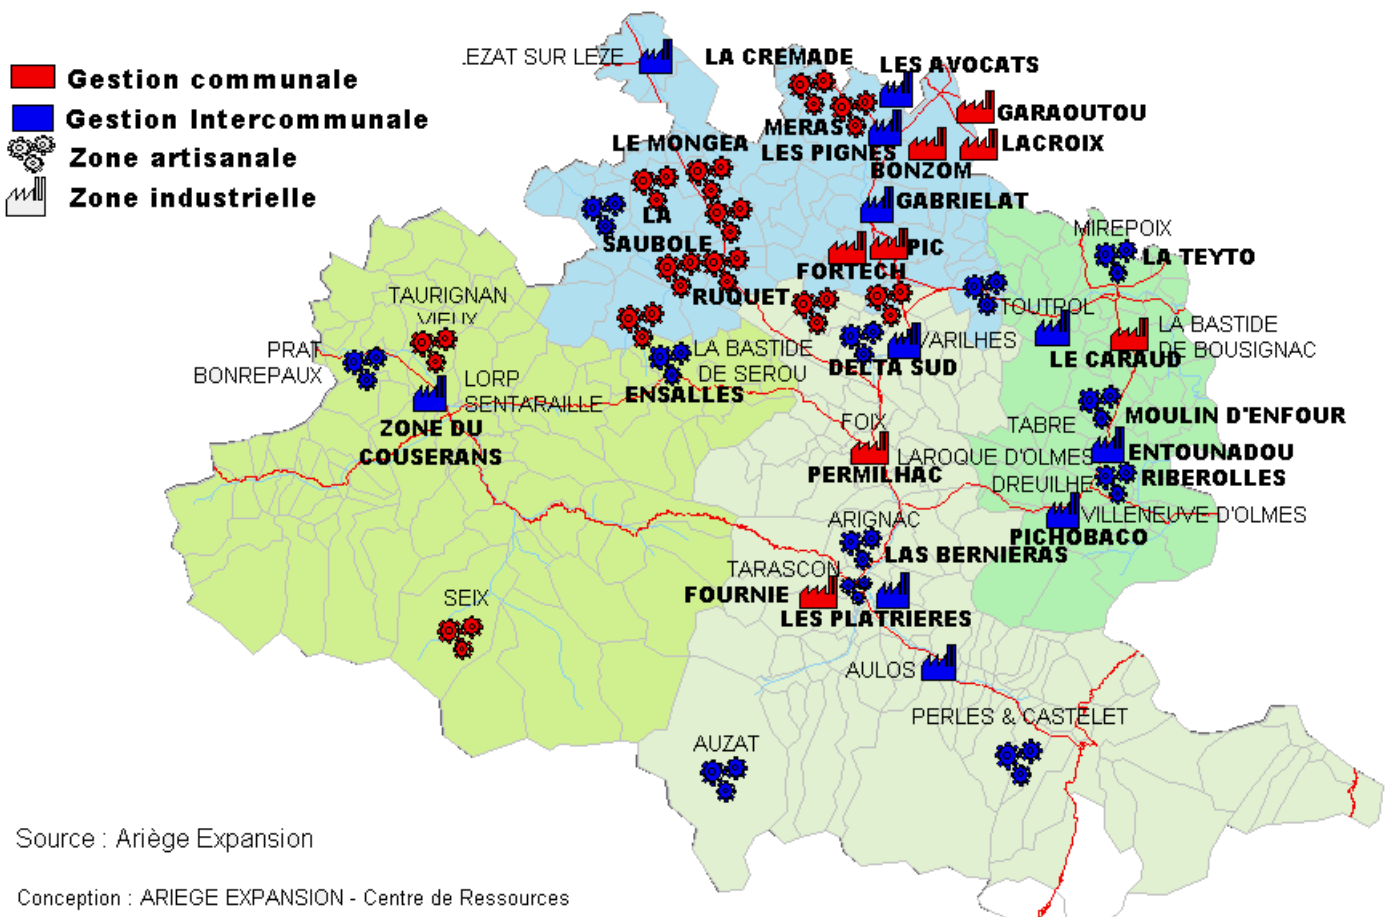 .EZAT SUR LEZE
LA CREMADE
LES AVOCATS
Gestion communale
GARAOUTOU
Gestion Intercommunale
MERAS
LE MONGEA
LES PIGNES
LACROIX
Zone artisanale
BONZOM
Zone industrielle
GABRIELAT
LA
SAUBOLE
PIC
MIREPOIX
LA TEYTO
FORTECH
RUQUET
TAURIGNAN
VIEUX
TOUTROL
LA BASTIDE
DE BOUSIGNAC
VARILHES
PRAT
BONREPAUX
LA BASTIDE
DE SEROU
LE CARAUD
DELTA SUD
LORP
SENTARAILLE
ENSALLES
ZONE DU
COUSERANS
FOIX
TABRE
MOULIN D'ENFOUR
PERMILHAC
LAROQUE D'OLMES
ENTOUNADOU
DREUILHE
RIBEROLLES
ARIGNAC
VILLENEUVE D'OLMES
PICHOBACO
LAS BERNIERAS
TARASCON
FOURNIE
LES PLATRIERES
SEIX
AULOS
PERLES & CASTELET
AUZAT
Source : Ariège Expansion
Conception : ARIEGE EXPANSION - Centre de Ressources